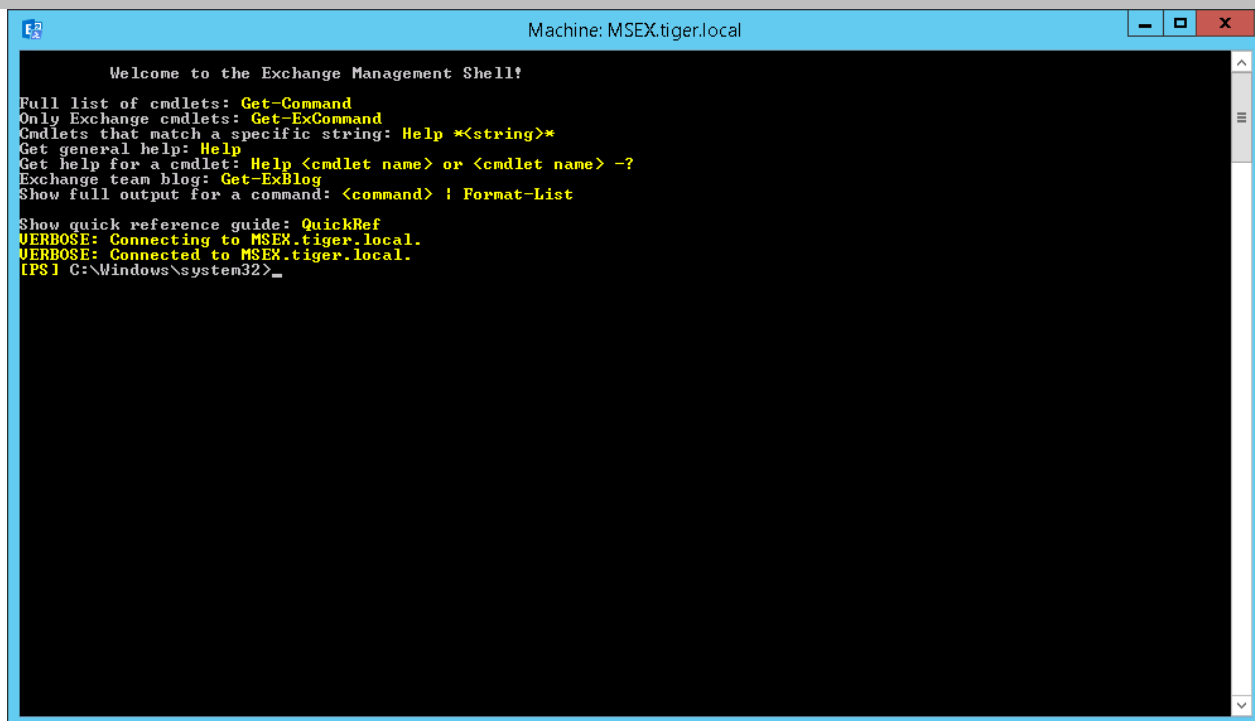 Machine: MSEX.tiger.local
Welcome to the Exchange Management Shell!
Full list of cmdlets: Get-Command
Only Exchange cmdlets: Get-ExCommand
Cmdlets that match a specific string: Help *<string>*
Get general help: Help
Get help for a cmdlet: Help <cmdlet name> or <cmdlet name> -?
Exchange team blog: Get-ExBlog
Show full output for a command: <command> | Format-List
Show quick reference guide: QuickRef
VERBOSE: Connecting to MSEX.tiger.local.
VERBOSE: Connected to MSEX.tiger.local.
[PS] C:\Windows\system32>_